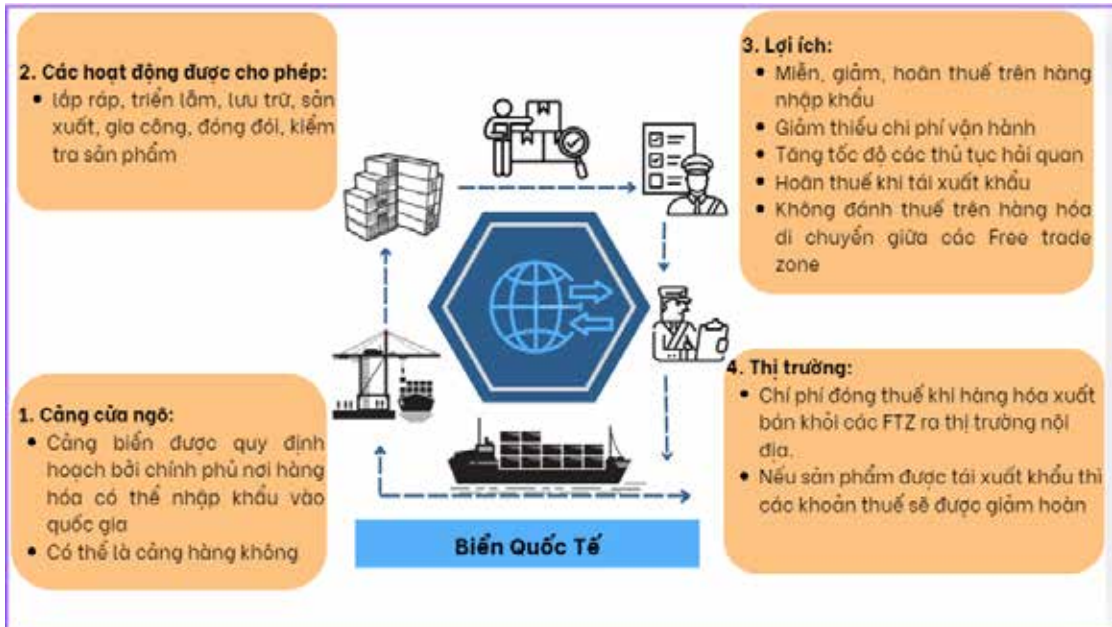 2. Các hoạt động được cho phép:
lắp ráp, triển lãm, lưu trữ, sản
xuất, gia công, đóng đói, kiểm
tra sản phẩm
3. Lợi ích:
Miễn, giảm, hoãn thuế trên hàng
nhập khẩu
Giảm thiểu chi phí vận hành
Tăng tốc độ các thủ tục hải quan
Hoãn thuế khi tái xuất khẩu
Không đánh thuế trên hàng hóa
di chuyển giữa các Free trade
zone
1. Cảng cửa ngõ:
Cảng biển được quy định
hoạch bởi chính phủ nơi hàng
hóa có thể nhập khẩu vào
quốc gia
Có thể là cảng hàng không
4. Thị trường:
Chí phí đóng thuế khi hàng hóa xuất
bán khỏi các FTZ ra thị trường nội
địa.
Nếu sản phẩm được tái xuất khẩu thì
các khoản thuế sẽ được giảm hoàn
Biển Quốc Tế